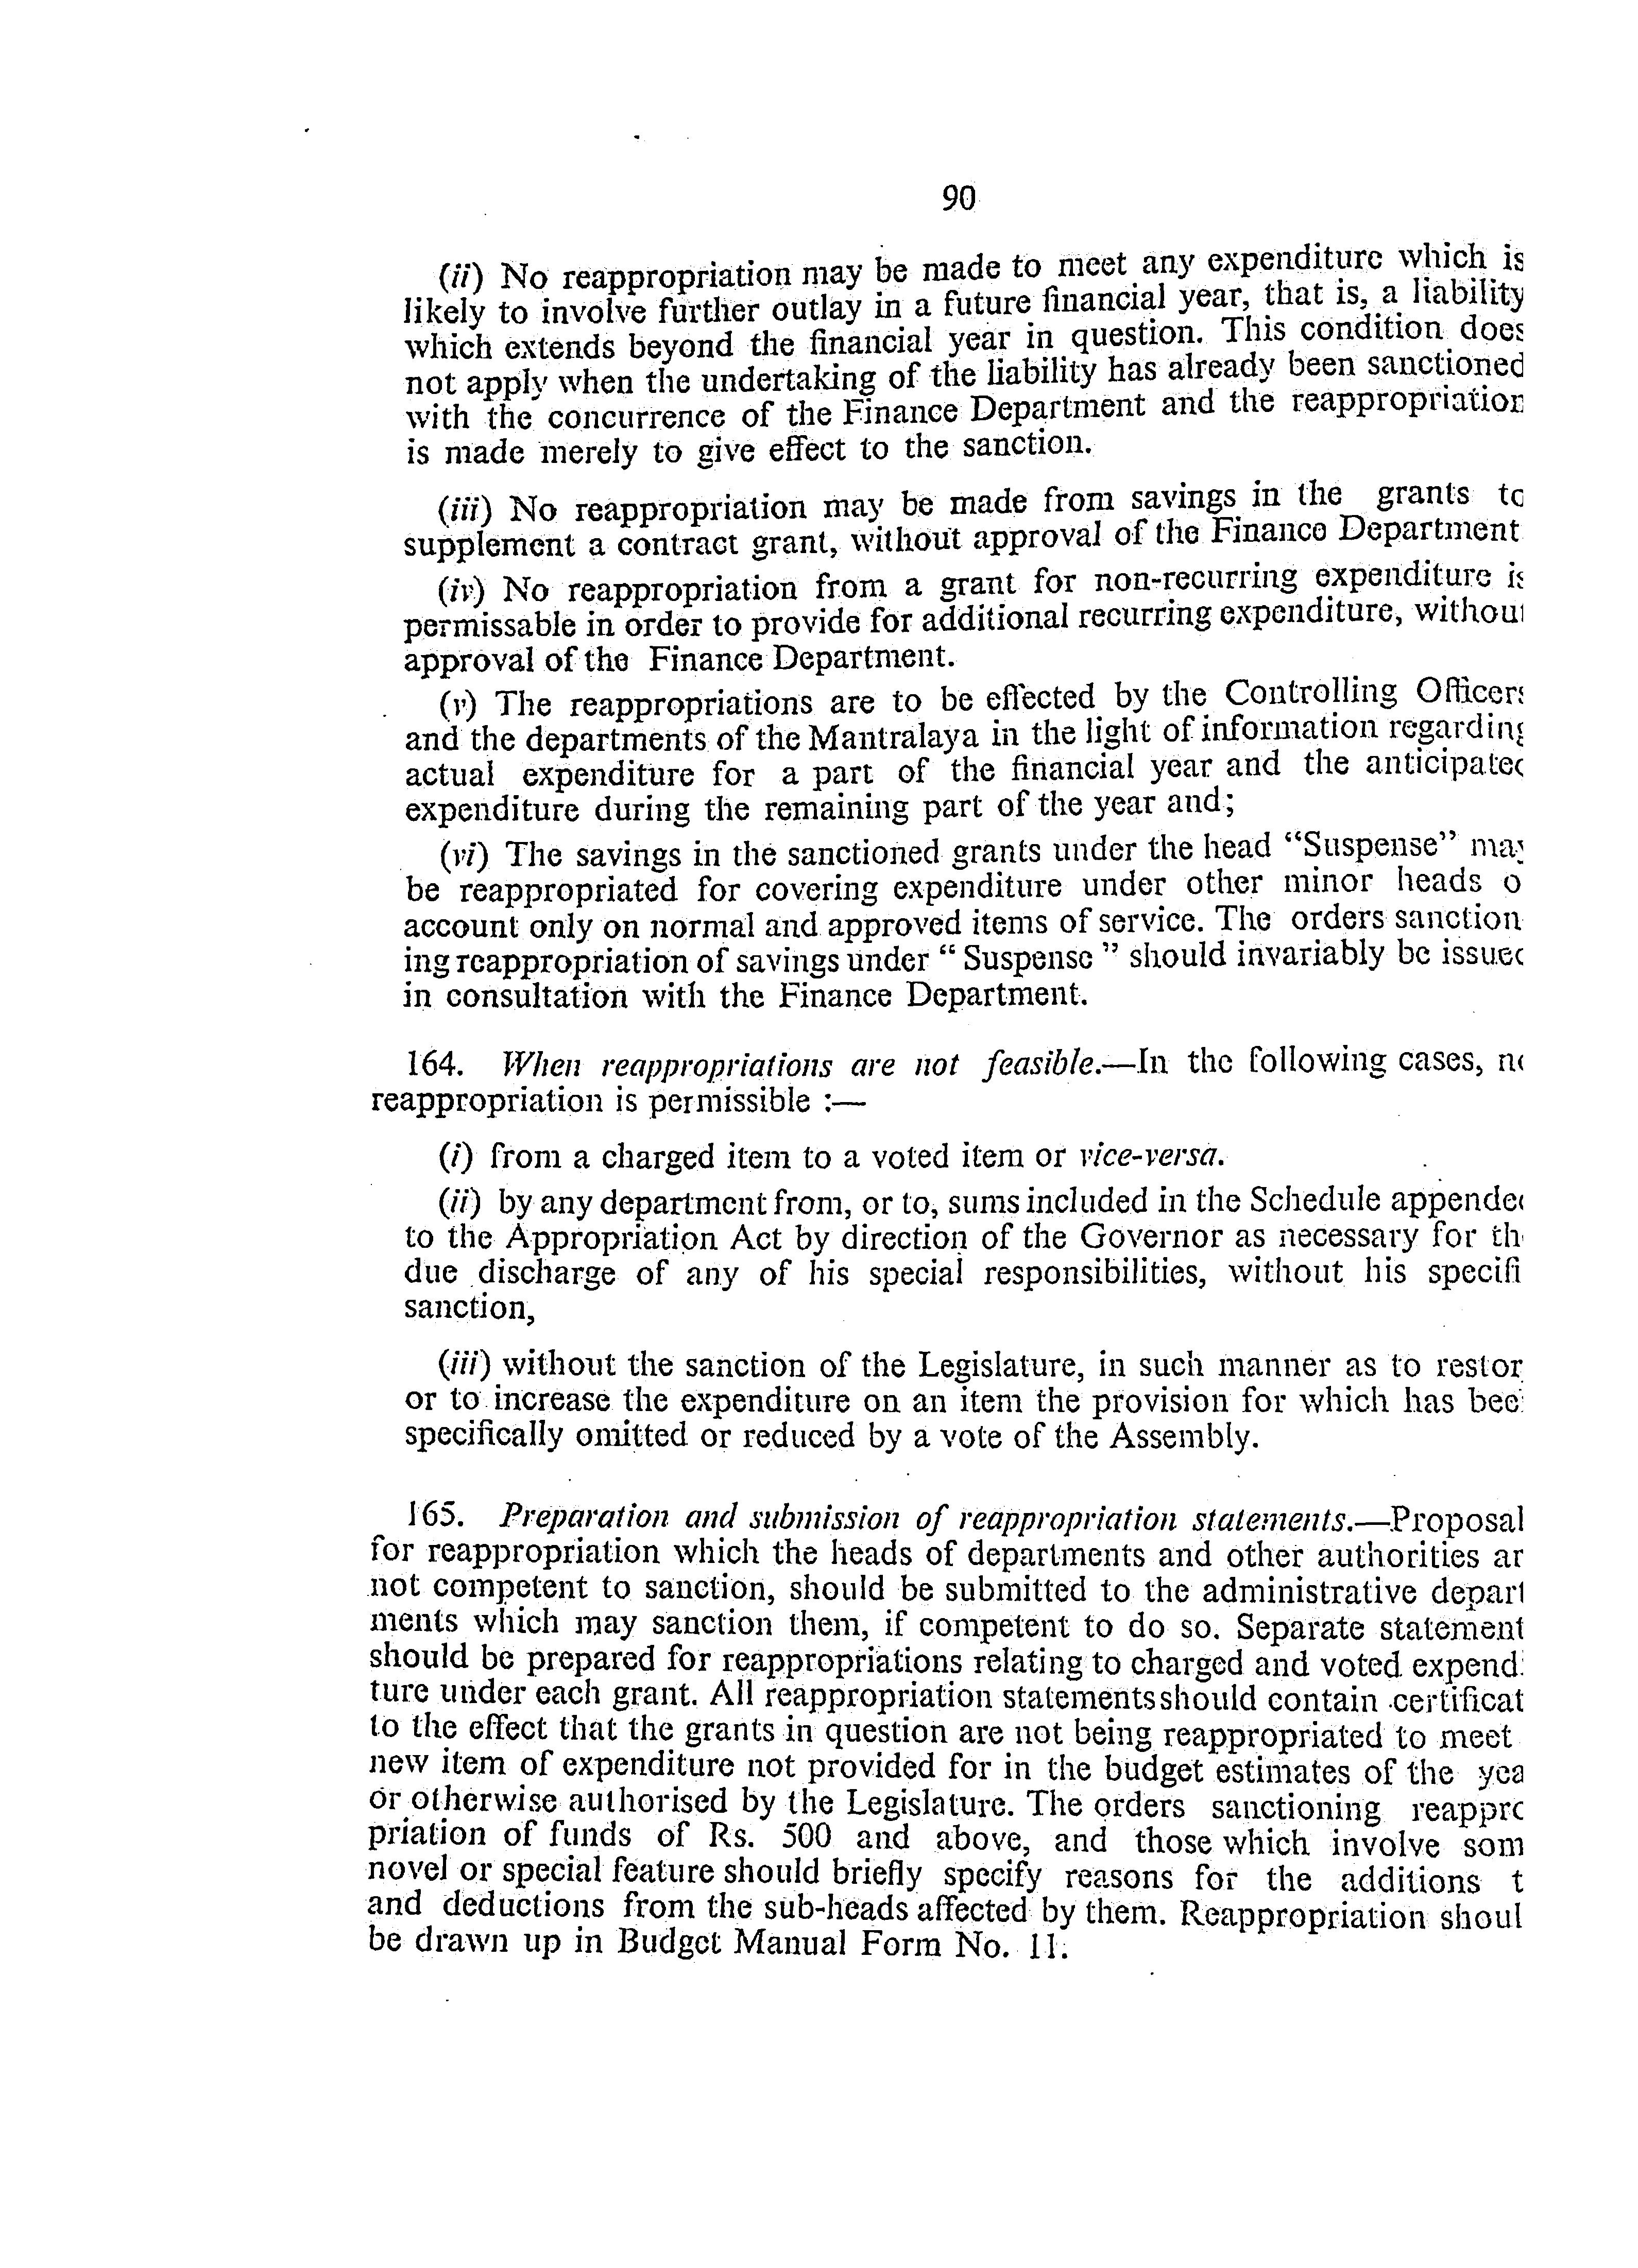 90
(ii) No reappropriation may be made to meet any expenditure which is
likely to involve further outlay in a future financial year, that is, a liability
which extends beyond the financial year in question. This condition does
not apply when the undertaking of the liability has already been sanctioned
with the concurrence of the Finance Department and the reappropriation
is made merely to give effect to the sanction.
(iii) No reappropriation may be made from savings in the grants to
supplement a contract grant, without approval of the Finance Department
(iv) No reappropriation from a grant for non-recurring expenditure is
permissable in order to provide for additional recurring expenditure, without
approval of the Finance Department.
(v) The reappropriations are to be effected by the Controlling Officers
and the departments of the Mantralaya in the light of information regarding
actual expenditure for a part of the financial year and the anticipated
expenditure during the remaining part of the year and;
(vi) The savings in the sanctioned grants under the head "Suspense" may
be reappropriated for covering expenditure under other minor heads o
account only on normal and approved items of service. The orders sanction
ing reappropriation of savings under " Suspense " should invariably be issued
in consultation with the Finance Department.
164. When reappropriations are not feasible.—In the following cases, no
reappropriation is permissible :—
(i) from a charged item to a voted item or vice-versa.
(ii) by any department from, or to, sums included in the Schedule appended
to the Appropriation Act by direction of the Governor as necessary for th
due discharge of any of his special responsibilities, without his specifi
sanction,
(iii) without the sanction of the Legislature, in such manner as to restor
or to increase the expenditure on an item the provision for which has bee
specifically omitted or reduced by a vote of the Assembly.
165. Preparation and submission of reappropriation statements.—Proposal
for reappropriation which the heads of departments and other authorities ar
not competent to sanction, should be submitted to the administrative depart
ments which may sanction them, if competent to do so. Separate statement
should be prepared for reappropriations relating to charged and voted expendi
ture under each grant. All reappropriation statements should contain certificat
to the effect that the grants in question are not being reappropriated to meet
new item of expenditure not provided for in the budget estimates of the yea
or otherwise authorised by the Legislature. The orders sanctioning reappro
priation of funds of Rs. 500 and above, and those which involve som
novel or special feature should briefly specify reasons for the additions t
and deductions from the sub-heads affected by them. Reappropriation shoul
be drawn up in Budget Manual Form No. 11.